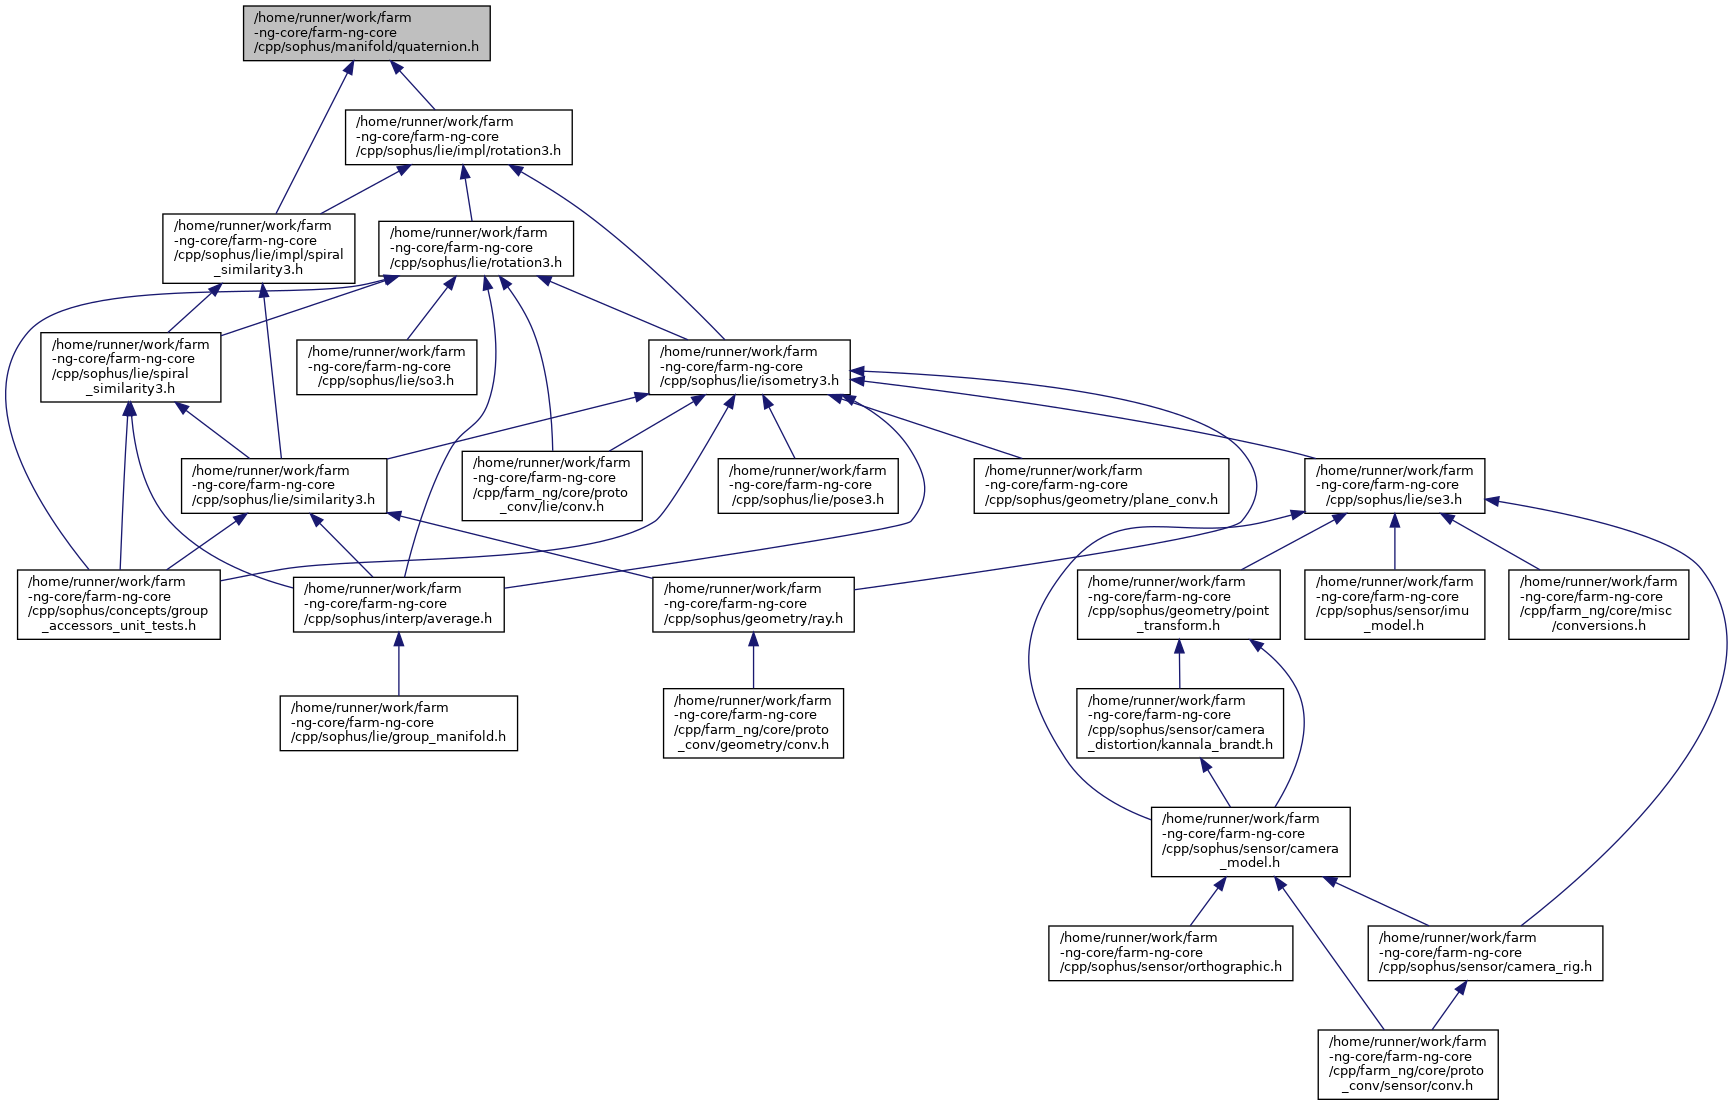 /home/runner/work/farm
-ng-core/farm-ng-core
/cpp/sophus/manifold/quaternion.h
/home/runner/work/farm
-ng-core/farm-ng-core
/cpp/sophus/lie/impl/rotation3.h
/home/runner/work/farm
-ng-core/farm-ng-core
/cpp/sophus/lie/impl/spiral
_similarity3.h
/home/runner/work/farm
-ng-core/farm-ng-core
/cpp/sophus/lie/rotation3.h
/home/runner/work/farm
-ng-core/farm-ng-core
/cpp/sophus/lie/spiral
_similarity3.h
/home/runner/work/farm
-ng-core/farm-ng-core
/cpp/sophus/lie/so3.h
/home/runner/work/farm
-ng-core/farm-ng-core
/cpp/sophus/lie/isometry3.h
/home/runner/work/farm
-ng-core/farm-ng-core
/cpp/sophus/lie/similarity3.h
/home/runner/work/farm
-ng-core/farm-ng-core
/cpp/farm_ng/core/proto
_conv/lie/conv.h
/home/runner/work/farm
-ng-core/farm-ng-core
/cpp/sophus/lie/pose3.h
/home/runner/work/farm
-ng-core/farm-ng-core
/cpp/sophus/geometry/plane_conv.h
/home/runner/work/farm
-ng-core/farm-ng-core
/cpp/sophus/lie/se3.h
/home/runner/work/farm
-ng-core/farm-ng-core
/cpp/sophus/concepts/group
_accessors_unit_tests.h
/home/runner/work/farm
-ng-core/farm-ng-core
/cpp/sophus/interp/average.h
/home/runner/work/farm
-ng-core/farm-ng-core
/cpp/sophus/geometry/ray.h
/home/runner/work/farm
-ng-core/farm-ng-core
/cpp/sophus/geometry/point
_transform.h
/home/runner/work/farm
-ng-core/farm-ng-core
/cpp/sophus/sensor/imu
_model.h
/home/runner/work/farm
-ng-core/farm-ng-core
/cpp/farm_ng/core/misc
/conversions.h
/home/runner/work/farm
-ng-core/farm-ng-core
/cpp/sophus/lie/group_manifold.h
/home/runner/work/farm
-ng-core/farm-ng-core
/cpp/farm_ng/core/proto
_conv/geometry/conv.h
/home/runner/work/farm
-ng-core/farm-ng-core
/cpp/sophus/sensor/camera
_distortion/kannala_brandt.h
/home/runner/work/farm
-ng-core/farm-ng-core
/cpp/sophus/sensor/camera
_model.h
/home/runner/work/farm
-ng-core/farm-ng-core
/cpp/sophus/sensor/orthographic.h
/home/runner/work/farm
-ng-core/farm-ng-core
/cpp/sophus/sensor/camera_rig.h
/home/runner/work/farm
-ng-core/farm-ng-core
/cpp/farm_ng/core/proto
_conv/sensor/conv.h